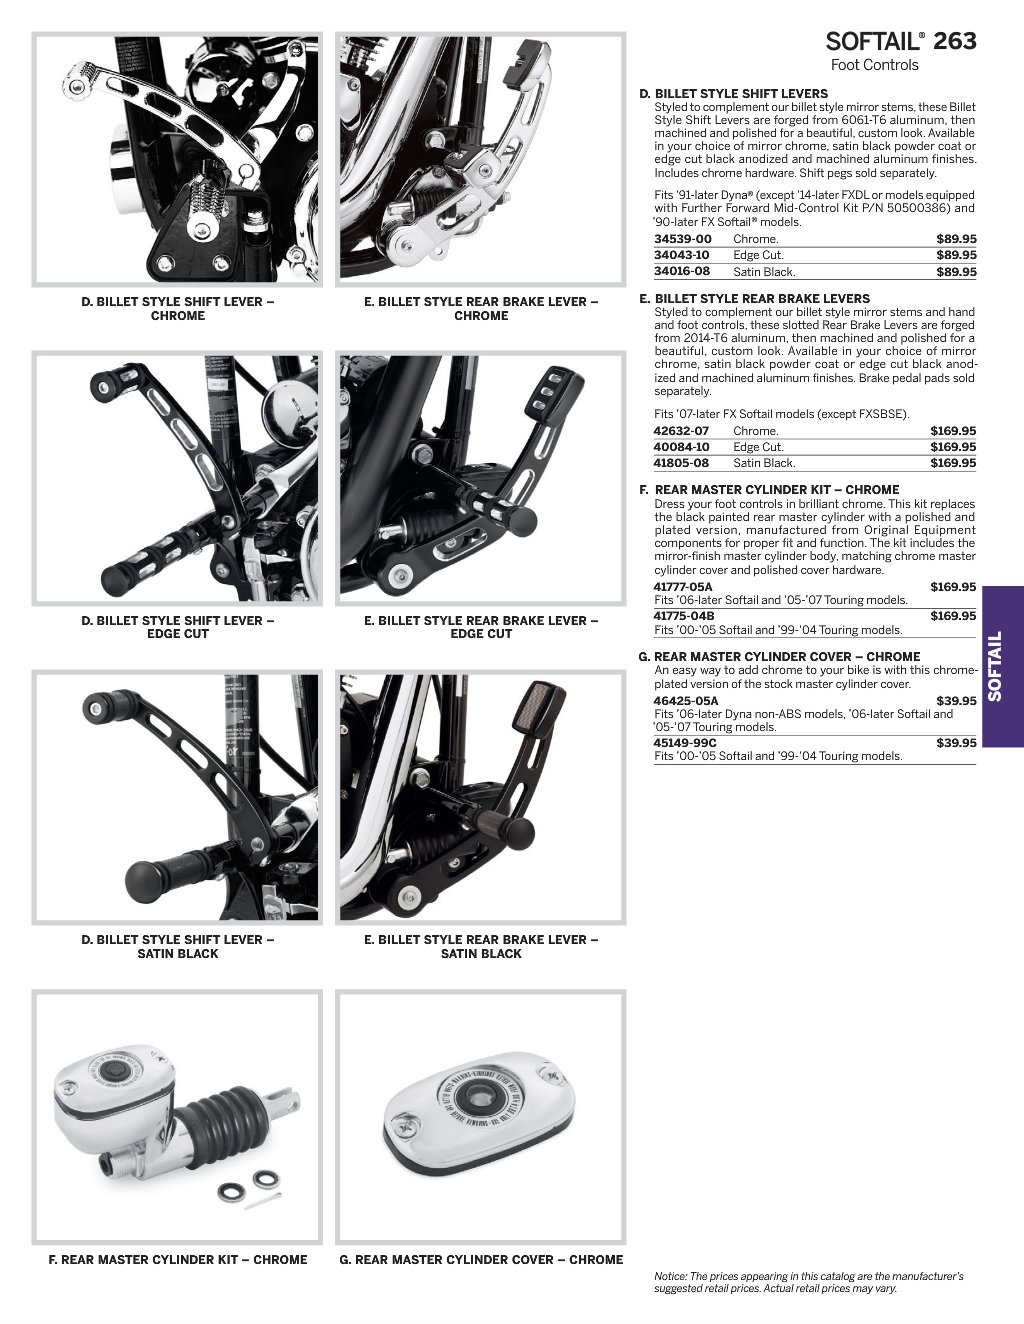 SOFTAIL® 263
Foot Controls
D. BILLET STYLE SHIFT LEVER –
CHROME
E. BILLET STYLE REAR BRAKE LEVER –
CHROME
D. BILLET STYLE SHIFT LEVER –
EDGE CUT
E. BILLET STYLE REAR BRAKE LEVER –
EDGE CUT
D. BILLET STYLE SHIFT LEVER –
SATIN BLACK
E. BILLET STYLE REAR BRAKE LEVER –
SATIN BLACK
F. REAR MASTER CYLINDER KIT – CHROME
G. REAR MASTER CYLINDER COVER – CHROME
D. BILLET STYLE SHIFT LEVERS
Styled to complement our billet style mirror stems, these Billet
Style Shift Levers are forged from 6061-T6 aluminum, then
machined and polished for a beautiful, custom look. Available
in your choice of mirror chrome, satin black powder coat or
edge cut black anodized and machined aluminum finishes.
Includes chrome hardware. Shift pegs sold separately.
Fits ’91-later Dyna® (except ’14-later FXDL or models equipped
with Further Forward Mid-Control Kit P/N 50500386) and
’90-later FX Softail® models.
34539-00 Chrome. $89.95
34043-10 Edge Cut. $89.95
34016-08 Satin Black. $89.95
E. BILLET STYLE REAR BRAKE LEVERS
Styled to complement our billet style mirror stems and hand
and foot controls, these slotted Rear Brake Levers are forged
from 2014-T6 aluminum, then machined and polished for a
beautiful, custom look. Available in your choice of mirror
chrome, satin black powder coat or edge cut black anod-
ized and machined aluminum finishes. Brake pedal pads sold
separately.
Fits ’07-later FX Softail models (except FXSBSE).
42632-07 Chrome. $169.95
40084-10 Edge Cut. $169.95
41805-08 Satin Black. $169.95
F. REAR MASTER CYLINDER KIT – CHROME
Dress your foot controls in brilliant chrome. This kit replaces
the black painted rear master cylinder with a polished and
plated version, manufactured from Original Equipment
components for proper fit and function. The kit includes the
mirror-finish master cylinder body, matching chrome master
cylinder cover and polished cover hardware.
41777-05A $169.95
Fits ’06-later Softail and ’05-’07 Touring models.
41775-04B $169.95
Fits ’00-’05 Softail and ’99-‘04 Touring models.
G. REAR MASTER CYLINDER COVER – CHROME
An easy way to add chrome to your bike is with this chrome-
plated version of the stock master cylinder cover.
46425-05A $39.95
Fits ’06-later Dyna non-ABS models, ’06-later Softail and
’05-‘07 Touring models.
45149-99C $39.95
Fits ’00-’05 Softail and ’99-‘04 Touring models.
SOFTAIL
Notice: The prices appearing in this catalog are the manufacturer’s
suggested retail prices. Actual retail prices may vary.